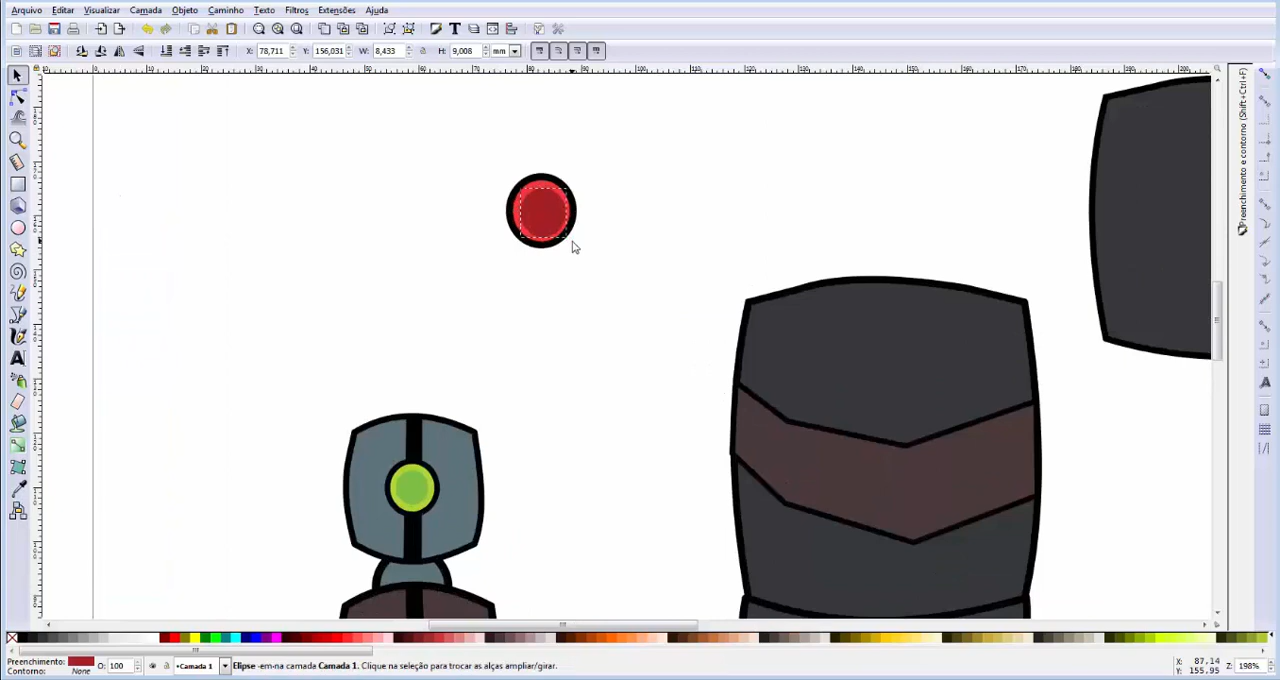 Arquivo Editar Visualizar Camada Objeto Caminho Texto Filtros Extensões Ajuda
X: 78,711 Y: 156,031 W: 8,433 H: 9,008 mm
Preenchimento e contorno (Shift+Ctrl+F)
Preenchimento: O: 100 •Camada 1 Elipse -em-na camada Camada 1. Clique na seleção para trocar as alças ampliar/girar. X: 87,14 Z: 198%
Contorno: None Y: 155,95